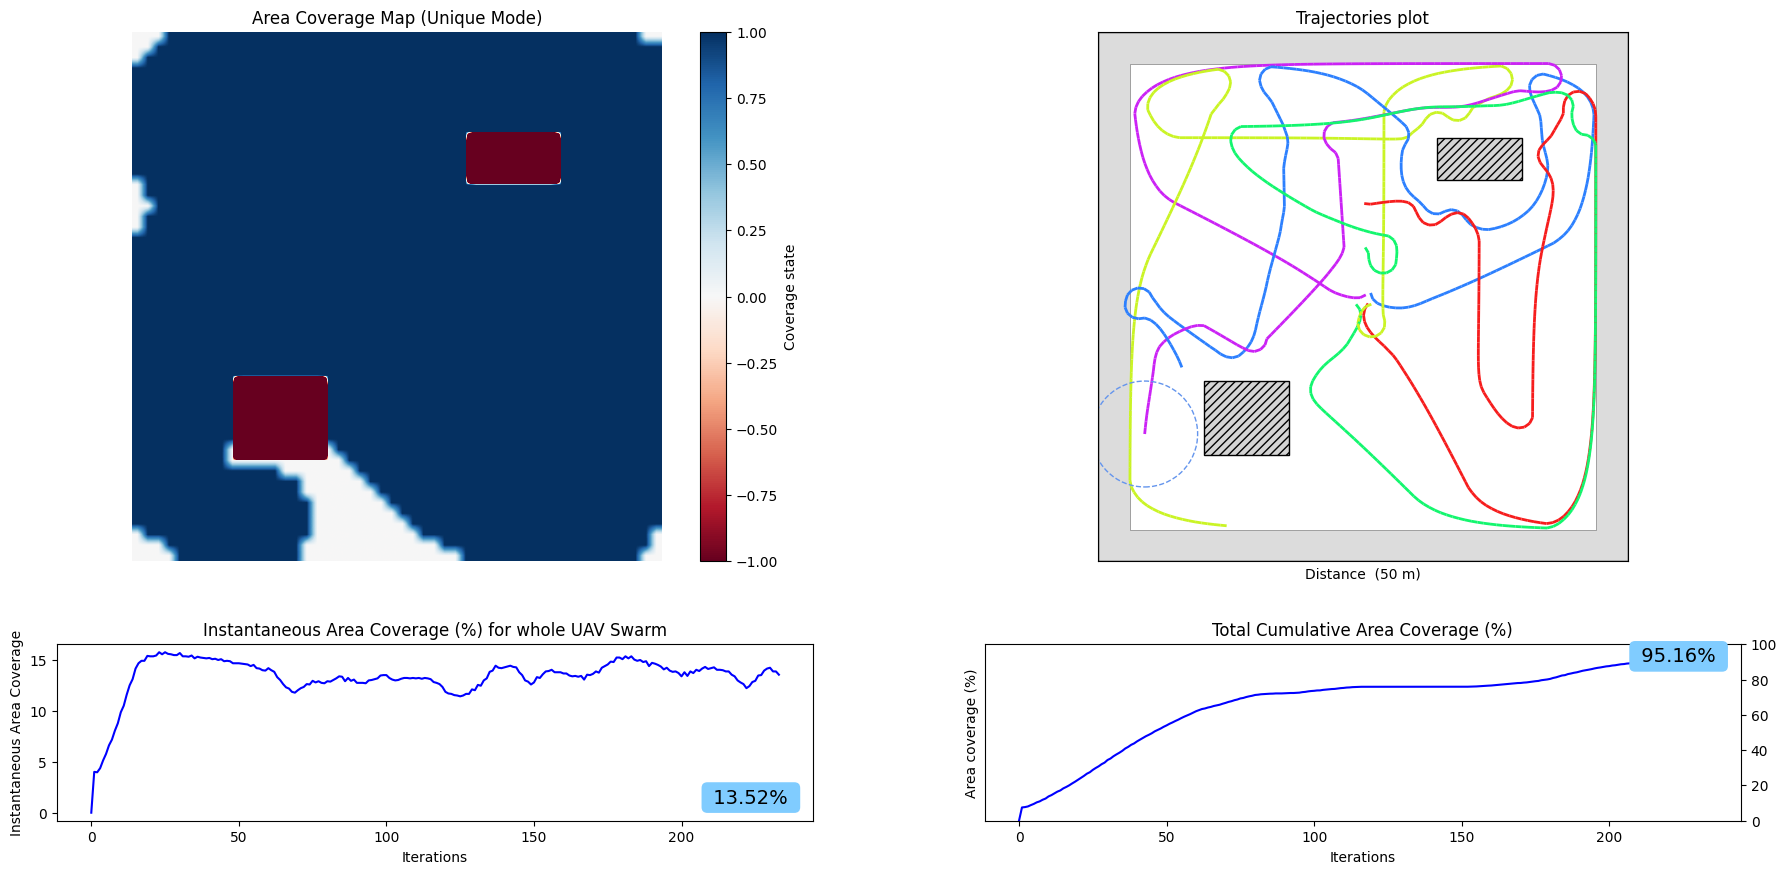 Area Coverage Map (Unique Mode)
1.00
0.75
0.50
0.25
0.00
−0.25
−0.50
−0.75
−1.00
Coverage state
Trajectories plot
Distance  (50 m)
Instantaneous Area Coverage (%) for whole UAV Swarm
Instantaneous Area Coverage
15
10
5
0
13.52%
0 50 100 150 200
Iterations
Total Cumulative Area Coverage (%)
Area coverage (%)
95.16%
100
80
60
40
20
0
0 50 100 150 200
Iterations